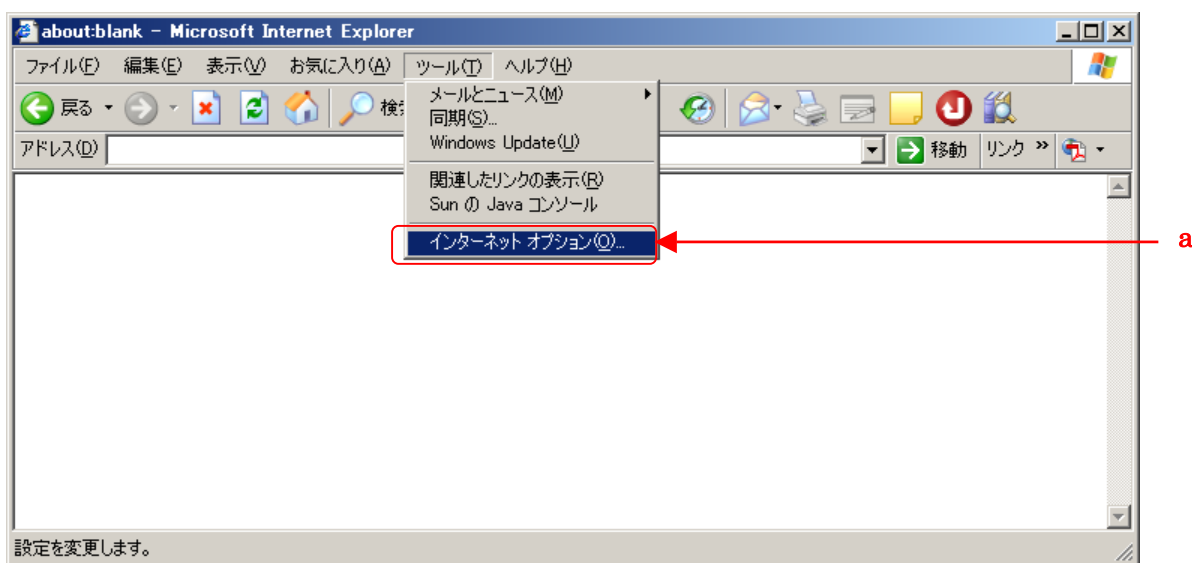 about:blank - Microsoft Internet Explorer
ファイル(F) 編集(E) 表示(V) お気に入り(A) ツール(T) ヘルプ(H)
戻る
メールとニュース(M)
同期(S)...
Windows Update(U)
アドレス(D) 移動 リンク »
関連したリンクの表示(R)
Sun の Java コンソール
インターネット オプション(O)...
a
設定を変更します。